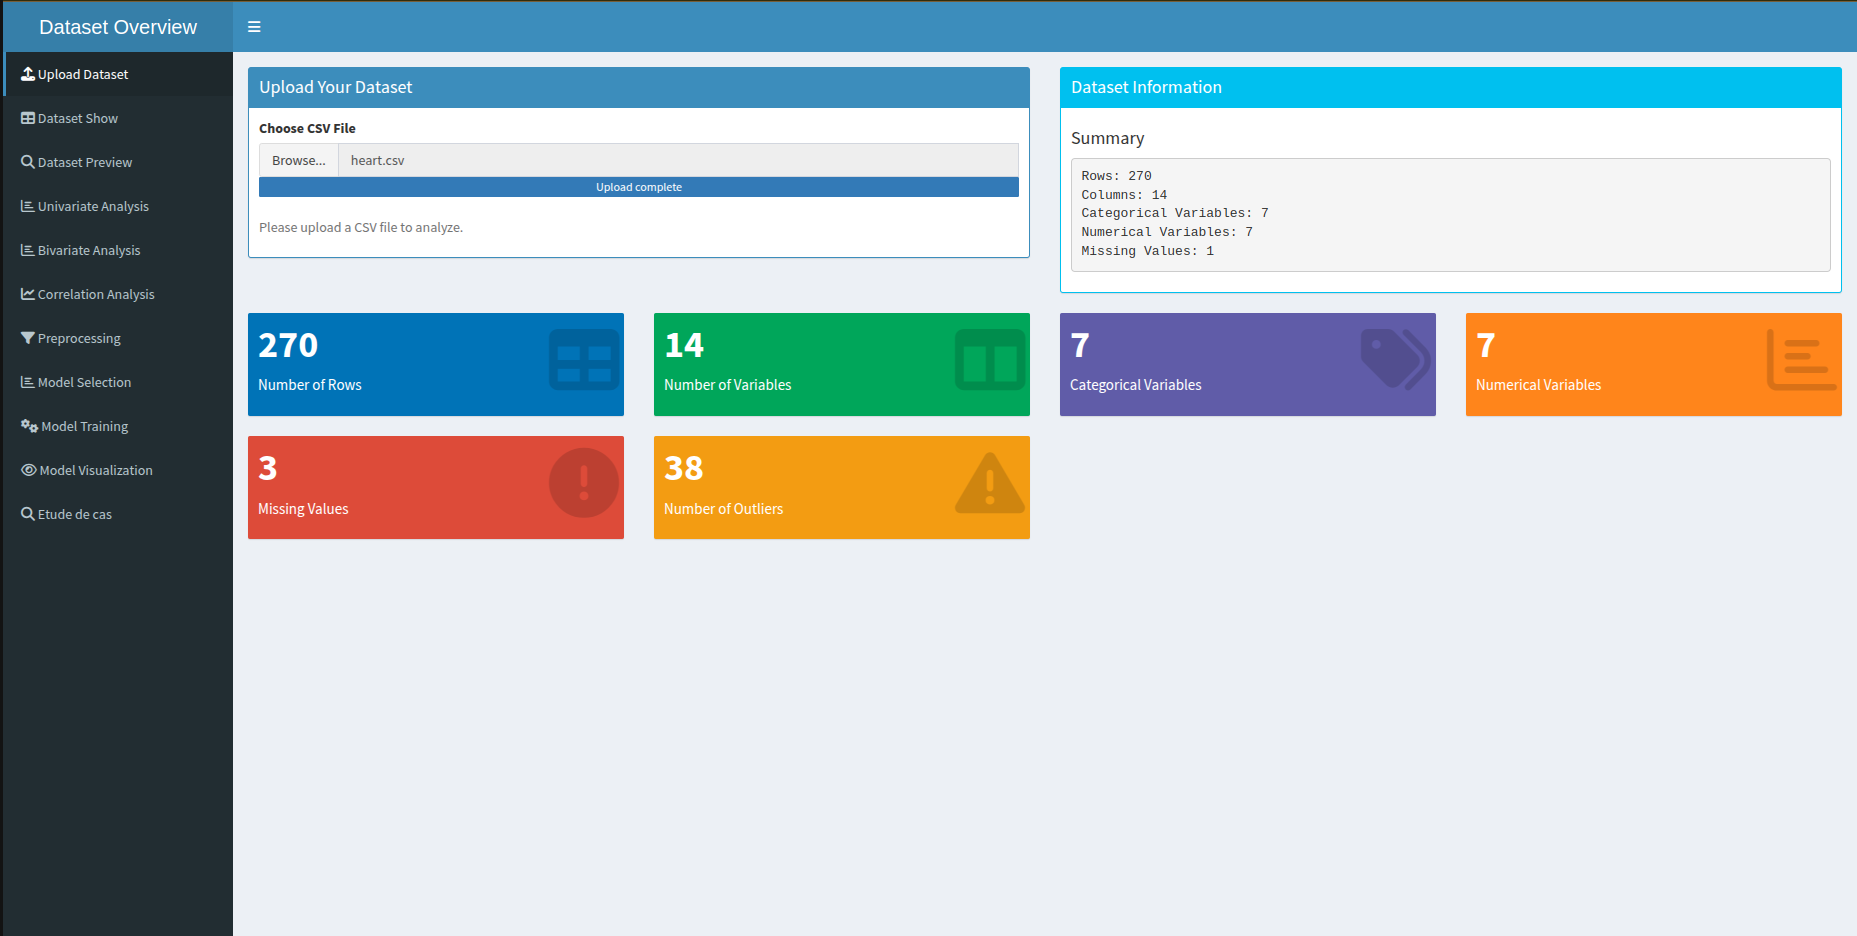 Dataset Overview
Upload Dataset
Dataset Show
Dataset Preview
Univariate Analysis
Bivariate Analysis
Correlation Analysis
Preprocessing
Model Selection
Model Training
Model Visualization
Etude de cas
Upload Your Dataset
Choose CSV File
Browse... heart.csv
Upload complete
Please upload a CSV file to analyze.
Dataset Information
Summary
Rows: 270
Columns: 14
Categorical Variables: 7
Numerical Variables: 7
Missing Values: 1
270
Number of Rows
14
Number of Variables
7
Categorical Variables
7
Numerical Variables
3
Missing Values
38
Number of Outliers